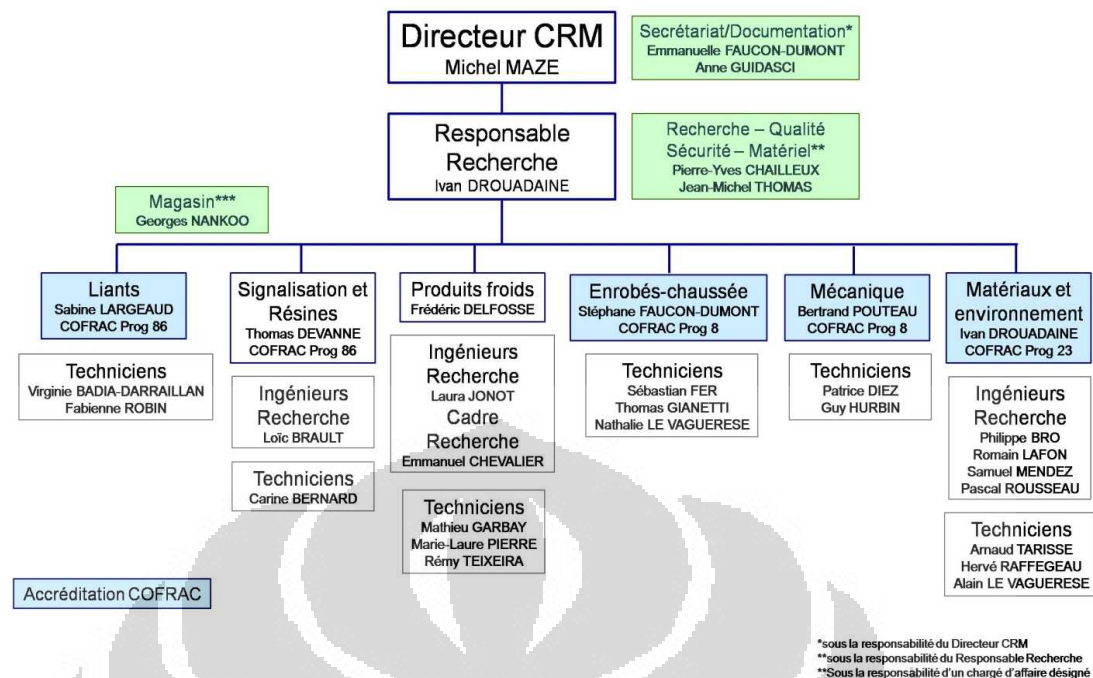 Directeur CRM
Michel MAZE
Secrétariat/Documentation*
Emmanuelle FAUCON-DUMONT
Anne GUIDASCI
Responsable
Recherche
Ivan DROUADAINE
Recherche – Qualité
Sécurité – Matériel**
Pierre-Yves CHAILLEUX
Jean-Michel THOMAS
Magasin***
Georges NANKOO
Liants
Sabine LARGEAUD
COFRAC Prog 86
Techniciens
Virginie BADIA-DARRAILLAN
Fabienne ROBIN
Signalisation et
Résines
Thomas DEVANNE
COFRAC Prog 86
Ingénieurs
Recherche
Loïc BRAULT
Techniciens
Carine BERNARD
Produits froids
Frédéric DELFOSSE
Ingénieurs
Recherche
Laura JONOT
Cadre
Recherche
Emmanuel CHEVALIER
Techniciens
Mathieu GARBAY
Marie-Laure PIERRE
Rémy TEIXEIRA
Enrobés-chaussée
Stéphane FAUCON-DUMONT
COFRAC Prog 8
Techniciens
Sébastian FER
Thomas GIANETTI
Nathalie LE VAGUERESE
Mécanique
Bertrand POUTEAU
COFRAC Prog 8
Techniciens
Patrice DIEZ
Guy HURBIN
Matériaux et
environnement
Ivan DROUADAINE
COFRAC Prog 23
Ingénieurs
Recherche
Philippe BRO
Romain LAFON
Samuel MENDEZ
Pascal ROUSSEAU
Techniciens
Arnaud TARISSE
Hervé RAFFEGEAU
Alain LE VAGUERESE
Accréditation COFRAC
*sous la responsabilité du Directeur CRM
**sous la responsabilité du Responsable Recherche
**Sous la responsabilité d'un chargé d'affaire désigné